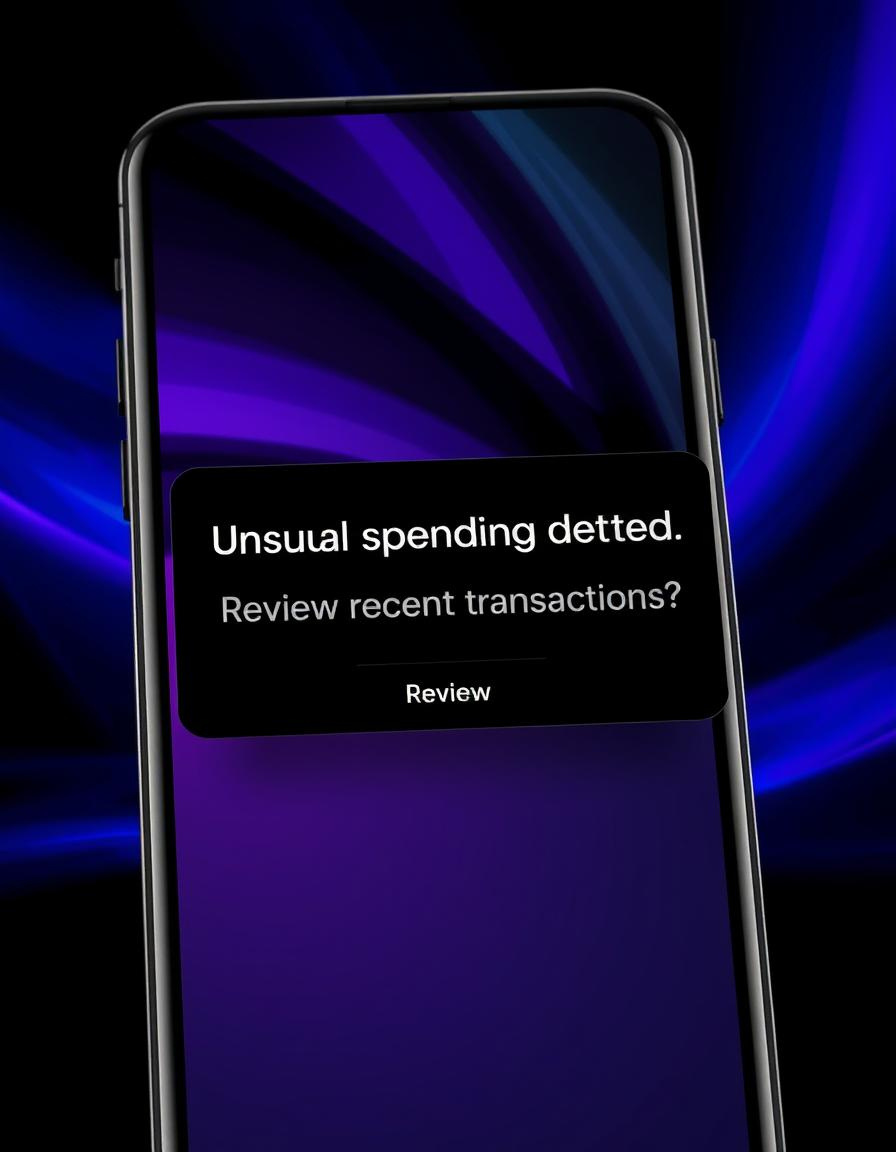 Unsuual spending detted.
Review recent transactions?
Review